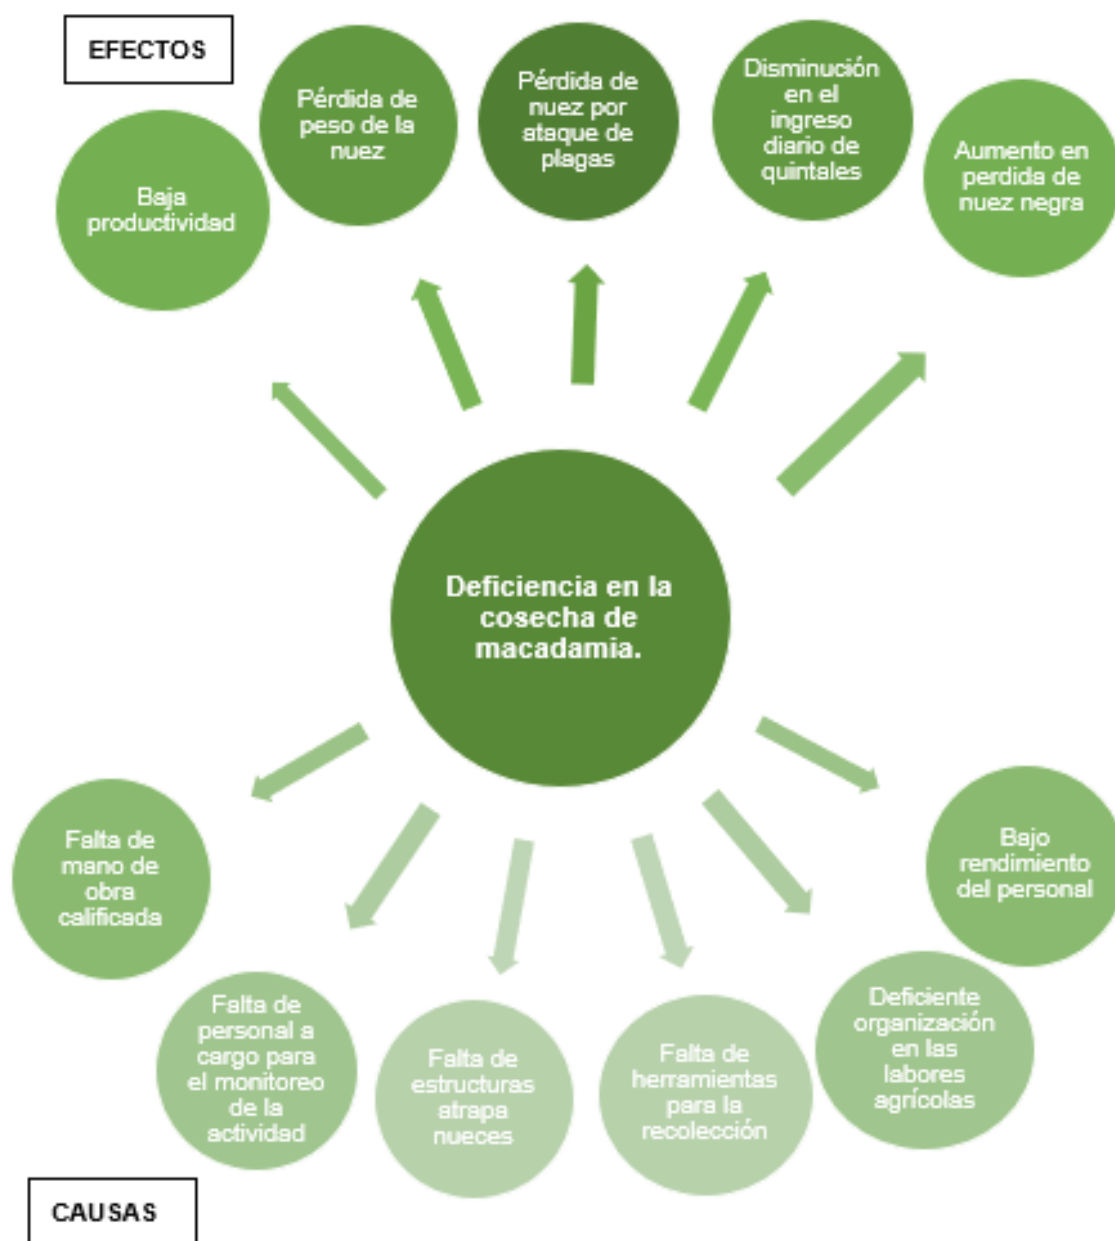 EFECTOS
Baja
productividad
Pérdida de
peso de la
nuez
Pérdida de
nuez por
ataque de
plagas
Disminución
en el
ingreso
diario de
quintales
Aumento en
perdida de
nuez negra
Deficiencia en la
cosecha de
macadamia.
Falta de
mano de
obra
calificada
Falta de
personal a
cargo para
el monitoreo
de la
actividad
Falta de
estructuras
atrapa
nueces
Falta de
herramientas
para la
recolección
Deficiente
organización
en las
labores
agrícolas
Bajo
rendimiento
del personal
CAUSAS